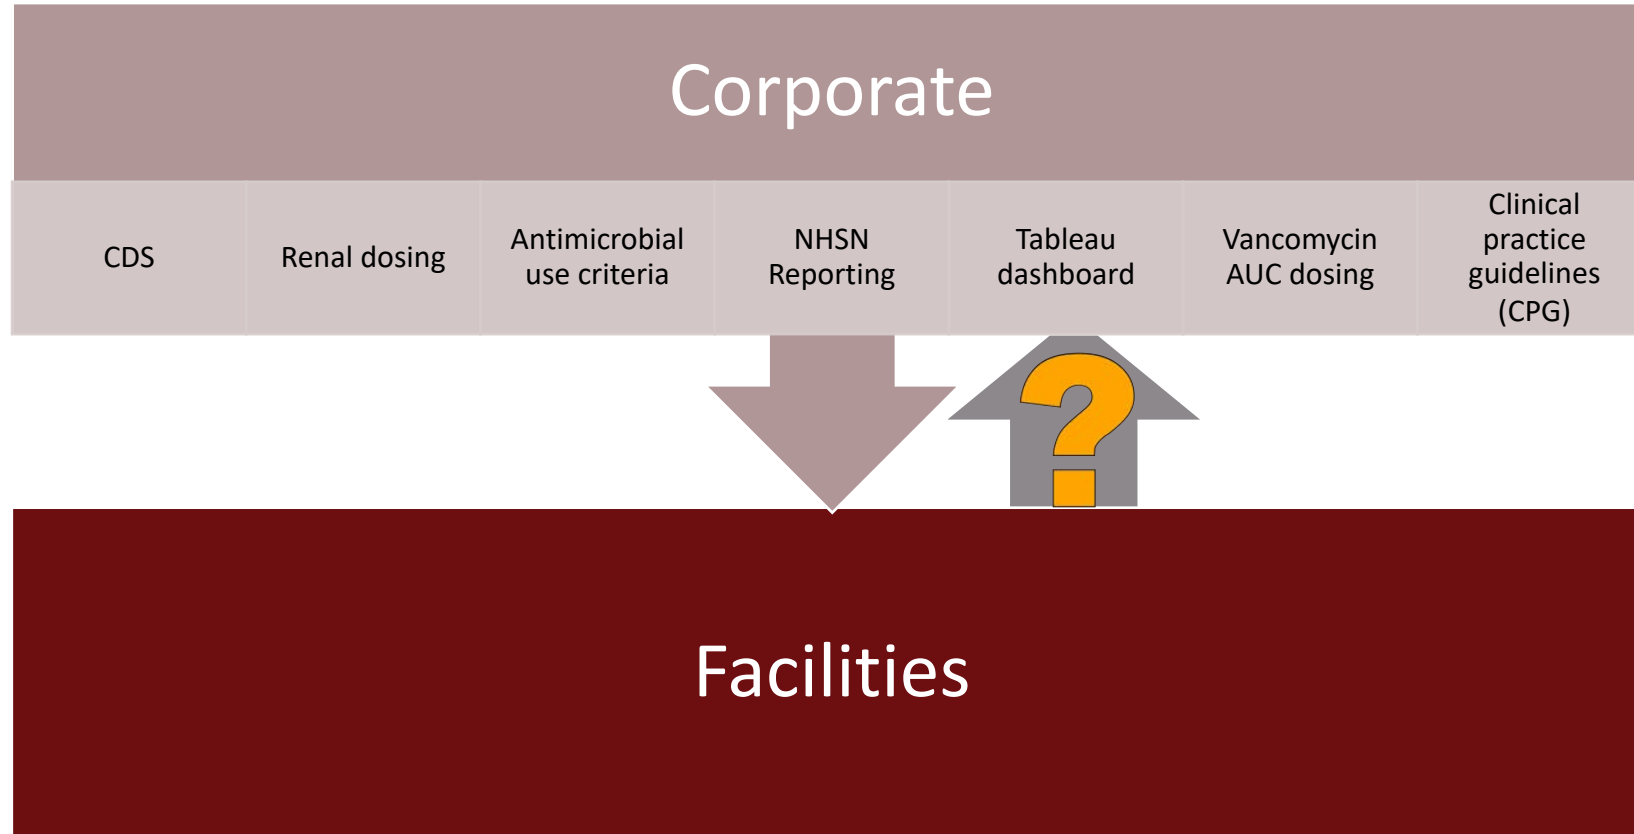 Corporate
CDS
Renal dosing
Antimicrobial
use criteria
NHSN
Reporting
Tableau
dashboard
Vancomycin
AUC dosing
Clinical
practice
guidelines
(CPG)
?
Facilities